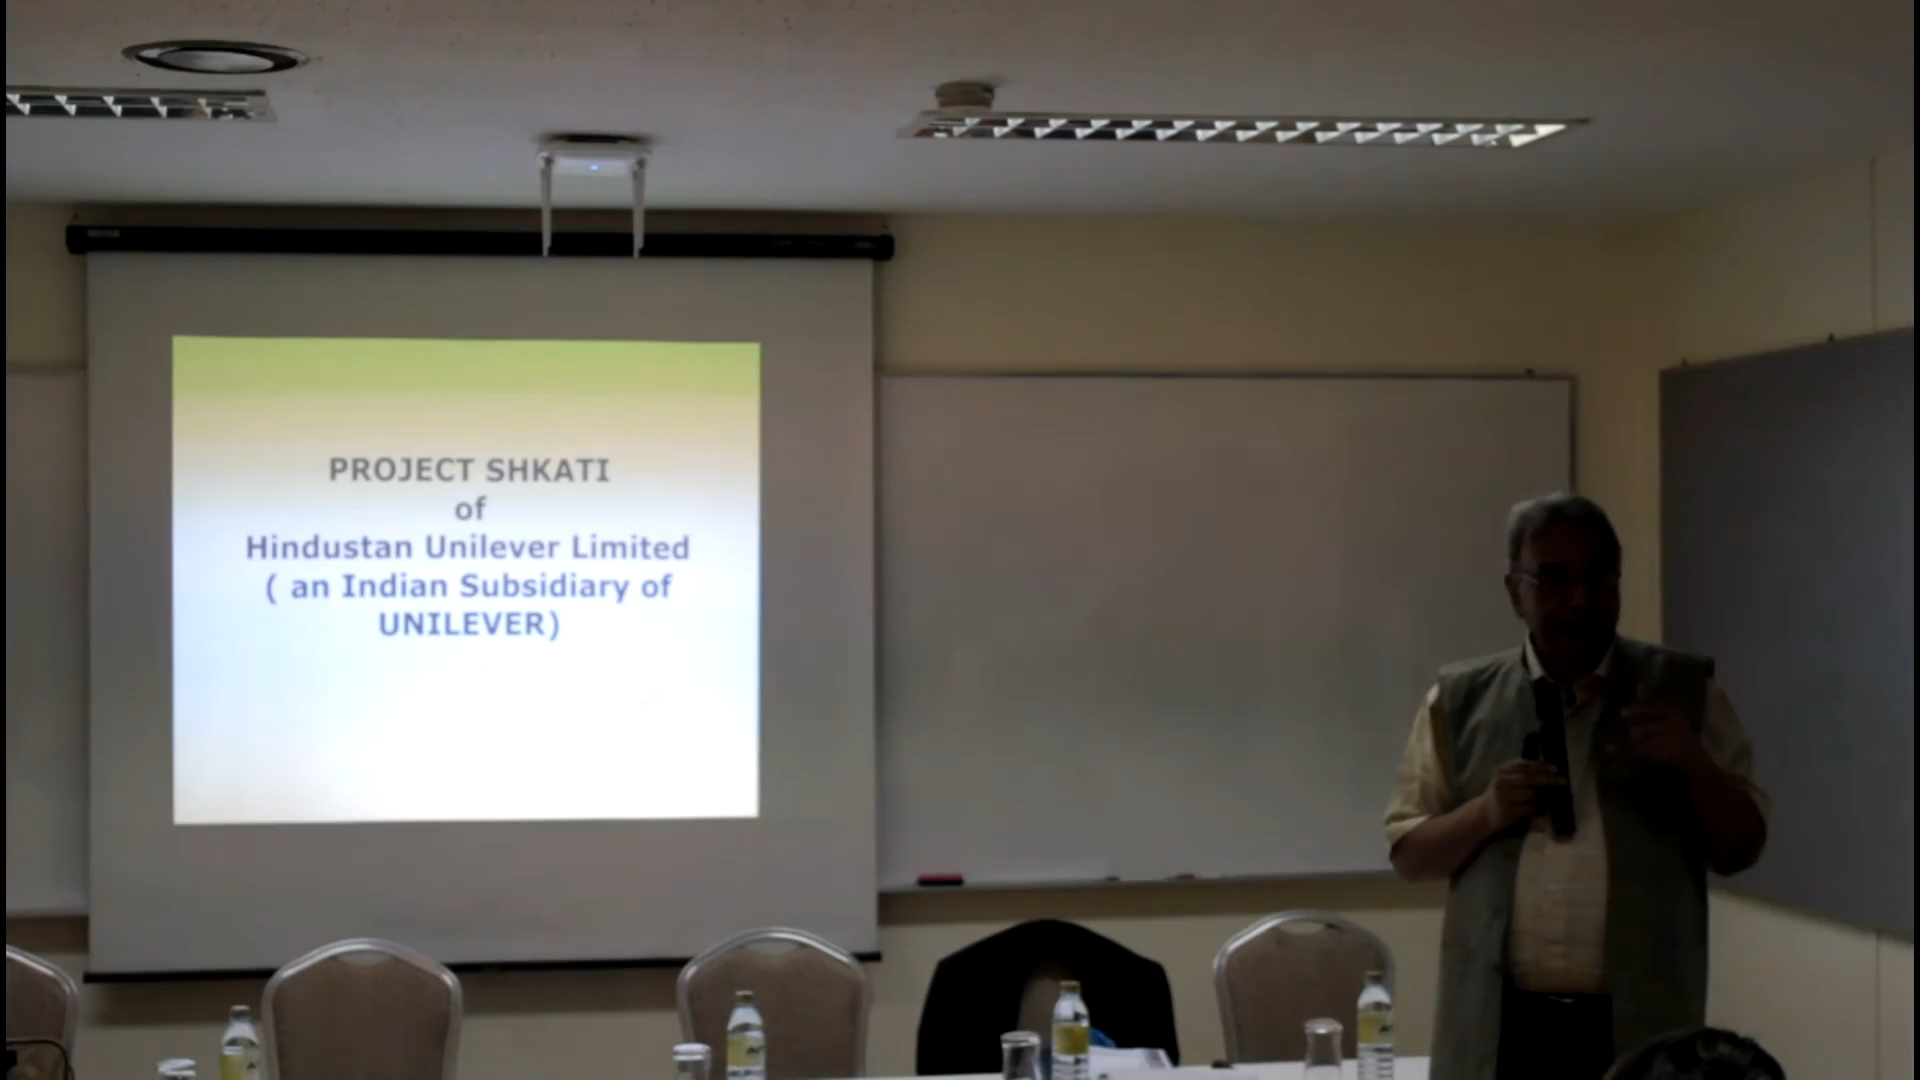 PROJECT SHKATI
of
Hindustan Unilever Limited
( an Indian Subsidiary of
UNILEVER)